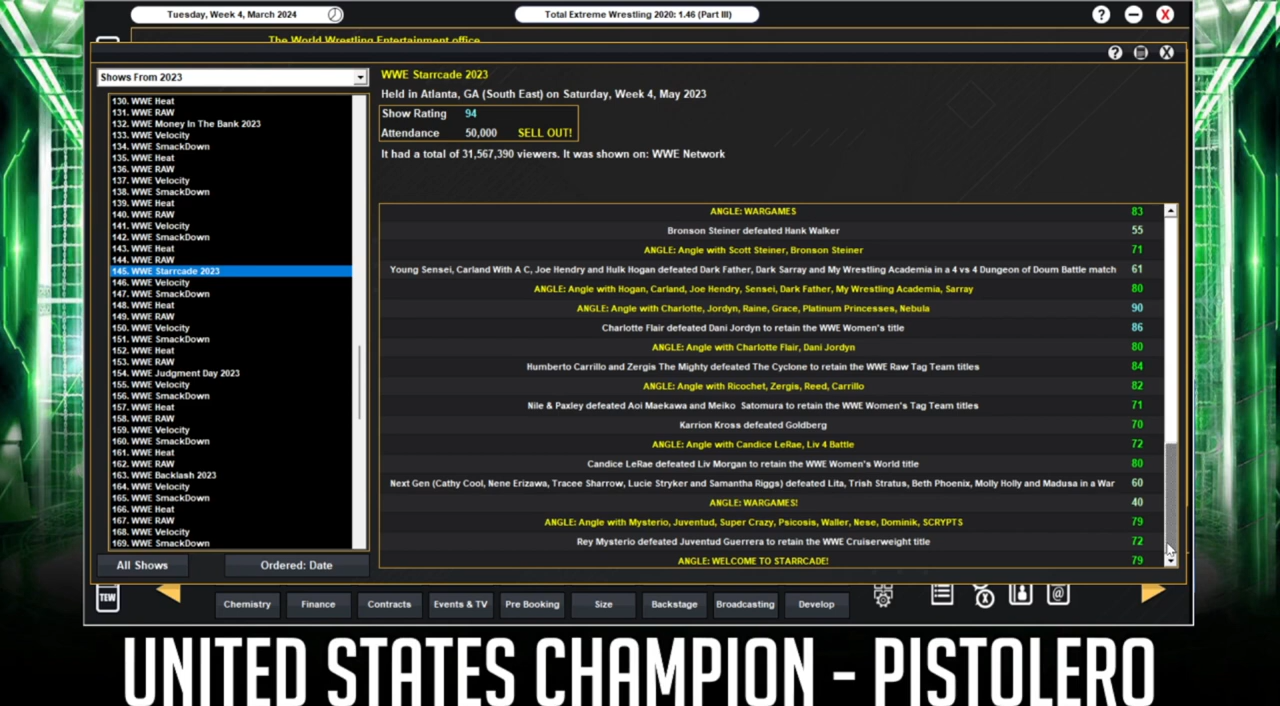 Tuesday, Week 4, March 2024
Total Extreme Wrestling 2020: 1.46 (Part III)
? X
The World Wrestling Entertainment office
? X
Shows From 2023
130. WWE Heat
131. WWE RAW
132. WWE Money In The Bank 2023
133. WWE Velocity
134. WWE SmackDown
135. WWE Heat
136. WWE RAW
137. WWE Velocity
138. WWE SmackDown
139. WWE Heat
140. WWE RAW
141. WWE Velocity
142. WWE SmackDown
143. WWE Heat
144. WWE RAW
145. WWE Starrcade 2023
146. WWE Velocity
147. WWE SmackDown
148. WWE Heat
149. WWE RAW
150. WWE Velocity
151. WWE SmackDown
152. WWE Heat
153. WWE RAW
154. WWE Judgment Day 2023
155. WWE Velocity
156. WWE SmackDown
157. WWE Heat
158. WWE RAW
159. WWE Velocity
160. WWE SmackDown
161. WWE Heat
162. WWE RAW
163. WWE Backlash 2023
164. WWE Velocity
165. WWE SmackDown
166. WWE Heat
167. WWE RAW
168. WWE Velocity
169. WWE SmackDown
All Shows
Ordered: Date
WWE Starrcade 2023
Held in Atlanta, GA (South East) on Saturday, Week 4, May 2023
Show Rating 94
Attendance 50,000 SELL OUT!
It had a total of 31,567,390 viewers. It was shown on: WWE Network
ANGLE: WARGAMES 83
Bronson Steiner defeated Hank Walker 55
ANGLE: Angle with Scott Steiner, Bronson Steiner 71
Young Sensei, Carland With A C, Joe Hendry and Hulk Hogan defeated Dark Father, Dark Sarray and My Wrestling Academia in a 4 vs 4 Dungeon of Doum Battle match 61
ANGLE: Angle with Hogan, Carland, Joe Hendry, Sensei, Dark Father, My Wrestling Academia, Sarray 80
ANGLE: Angle with Charlotte, Jordyn, Raine, Grace, Platinum Princesses, Nebula 90
Charlotte Flair defeated Dani Jordyn to retain the WWE Women's title 86
ANGLE: Angle with Charlotte Flair, Dani Jordyn 80
Humberto Carrillo and Zergis The Mighty defeated The Cyclone to retain the WWE Raw Tag Team titles 84
ANGLE: Angle with Ricochet, Zergis, Reed, Carrillo 82
Nile & Paxley defeated Aoi Maekawa and Meiko Satomura to retain the WWE Women's Tag Team titles 71
Karrion Kross defeated Goldberg 70
ANGLE: Angle with Candice LeRae, Liv 4 Battle 72
Candice LeRae defeated Liv Morgan to retain the WWE Women's World title 80
Next Gen (Cathy Cool, Nene Erizawa, Tracee Sharrow, Lucie Stryker and Samantha Riggs) defeated Lita, Trish Stratus, Beth Phoenix, Molly Holly and Madusa in a War 60
ANGLE: WARGAMES! 40
ANGLE: Angle with Mysterio, Juventud, Super Crazy, Psicosis, Waller, Nese, Dominik, SCRYPTS 79
Rey Mysterio defeated Juventud Guerrera to retain the WWE Cruiserweight title 72
ANGLE: WELCOME TO STARRCADE! 79
TEW
Chemistry Finance Contracts Events & TV Pre Booking Size Backstage Broadcasting Develop
UNITED STATES CHAMPION - PISTOLERO